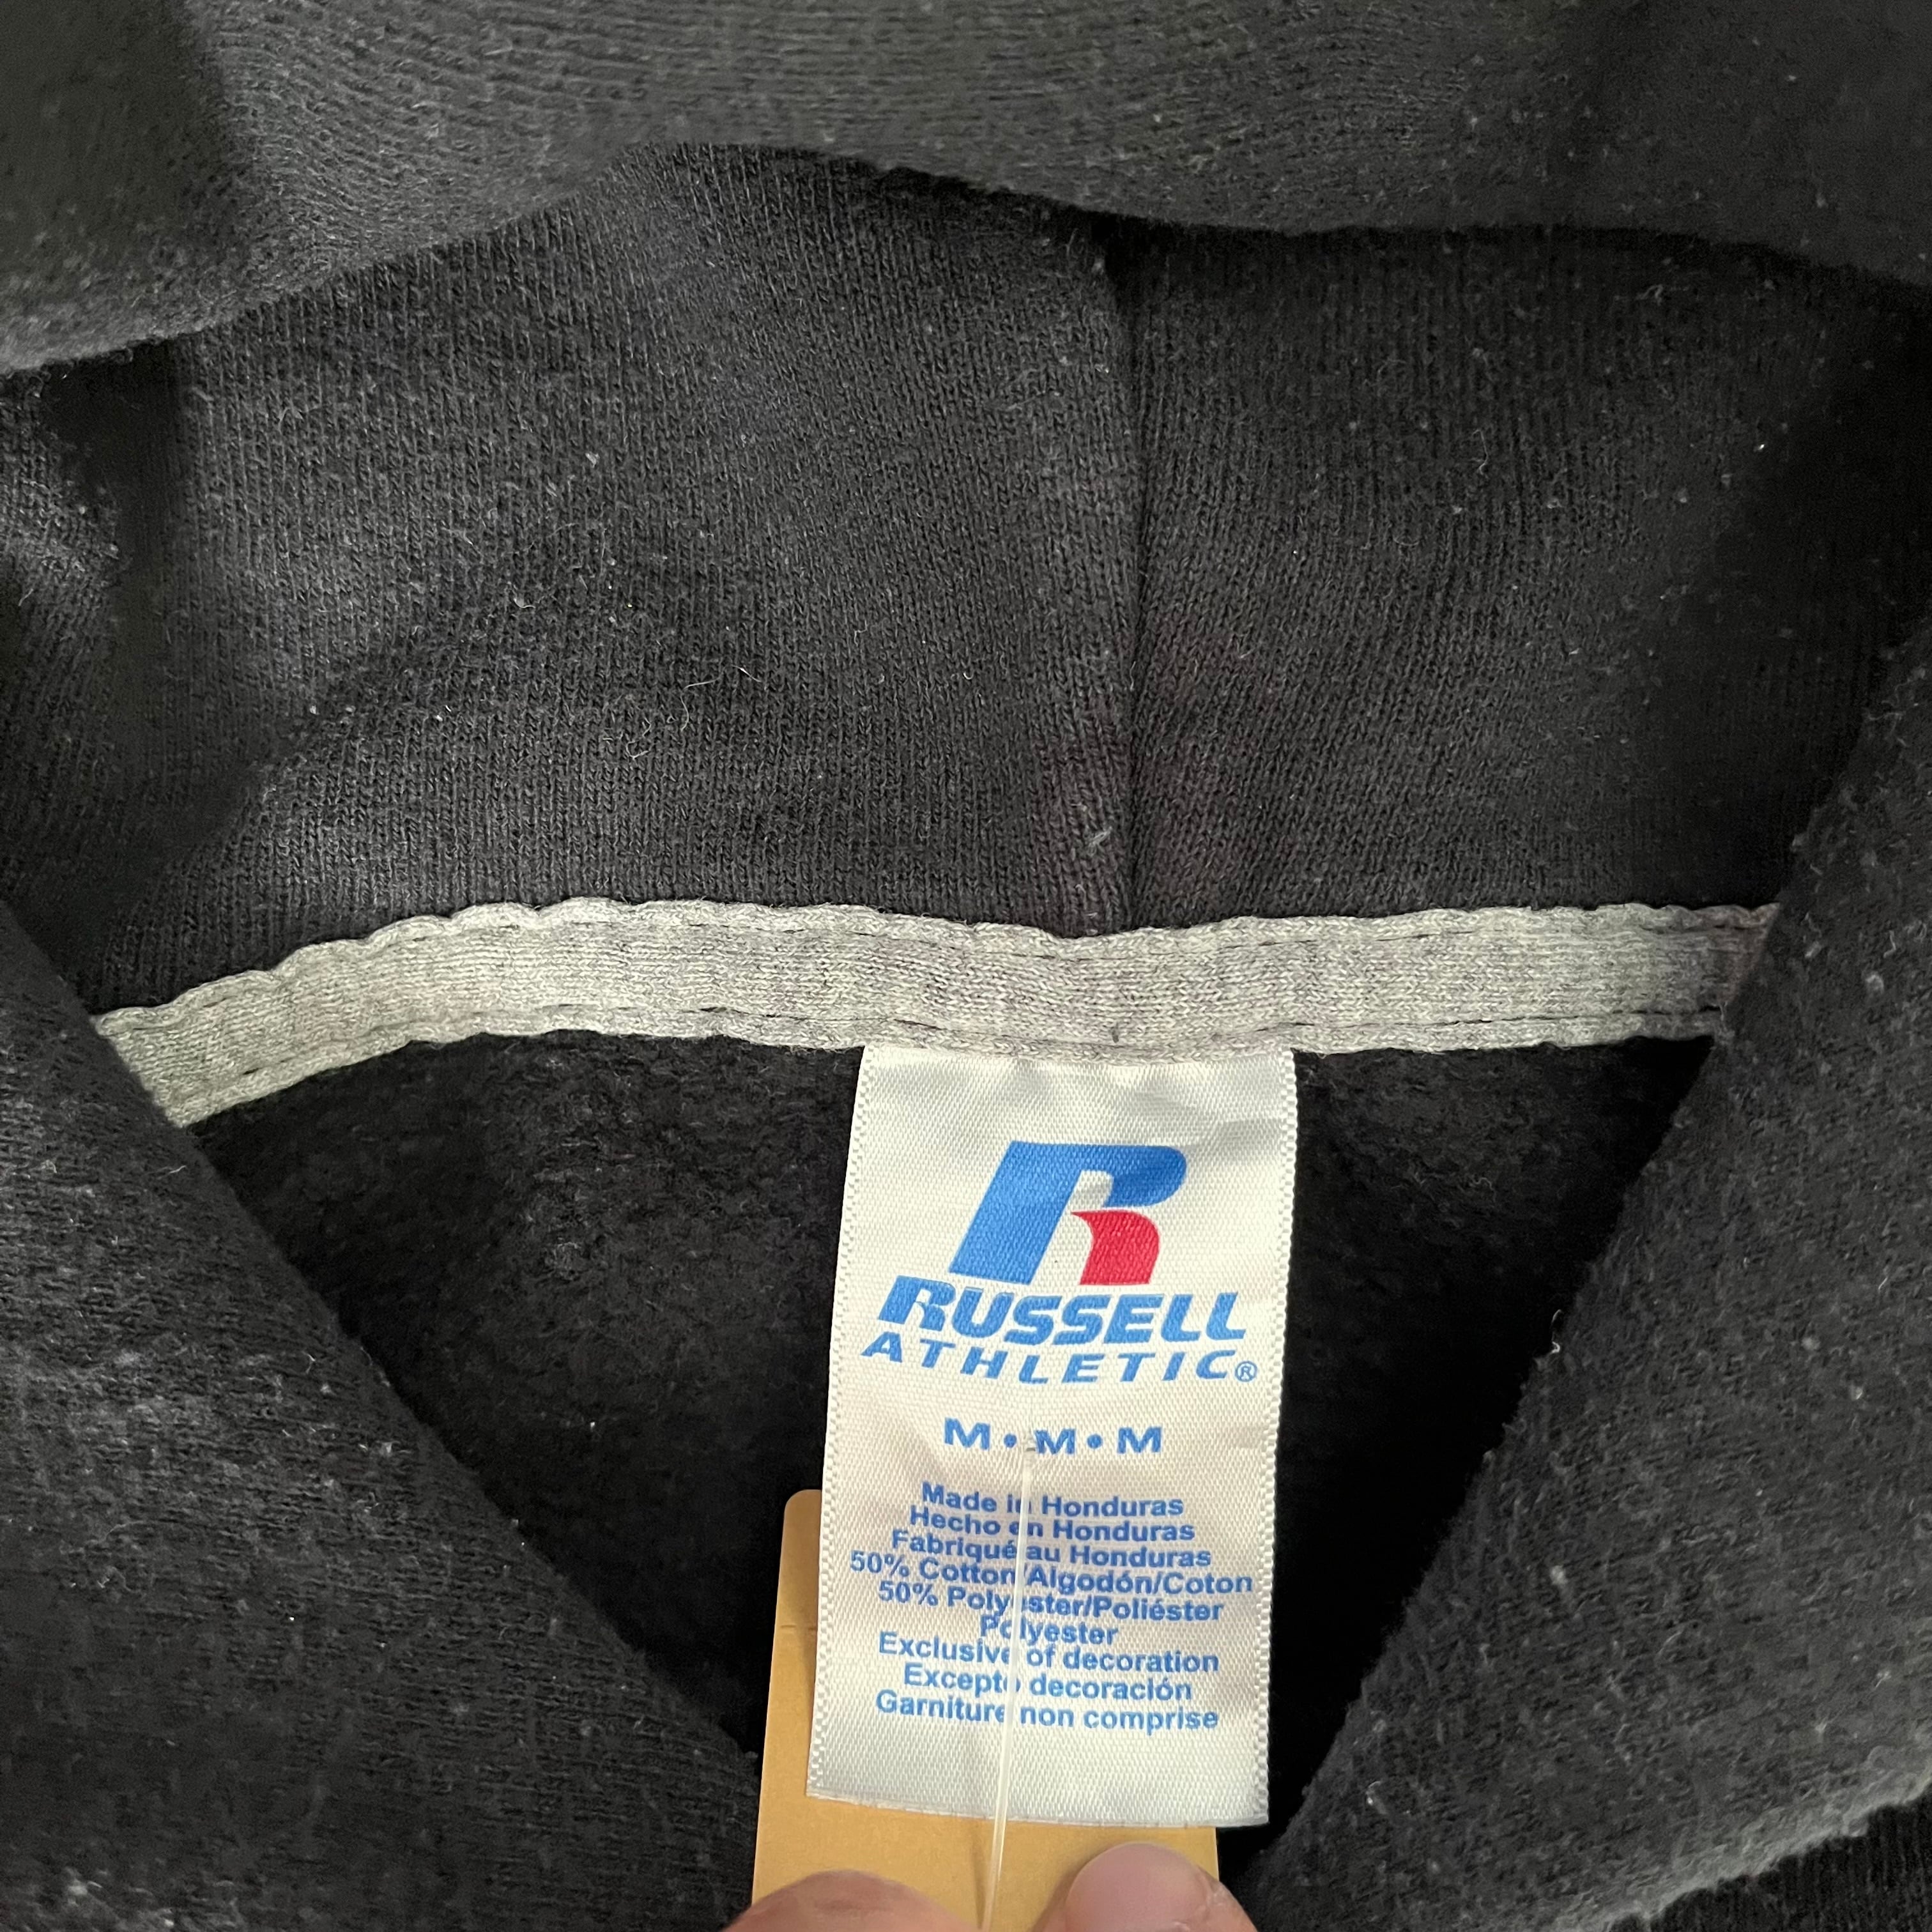 R
RUSSELL
ATHLETIC®
M • M • M
Made in Honduras
Hecho en Honduras
Fabriqué au Honduras
50% Cotton/Algodón/Coton
50% Polyester/Poliéster
Polyester
Exclusive of decoration
Excepto decoración
Garniture non comprise